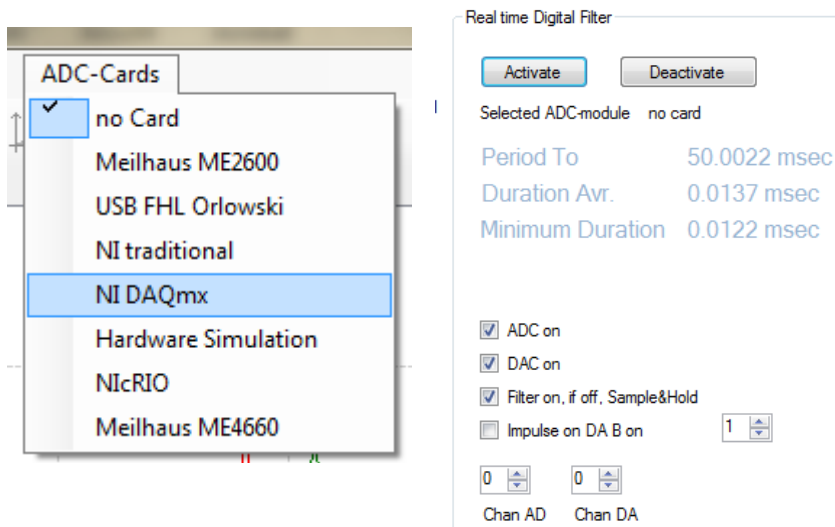 ADC-Cards
no Card
Meilhaus ME2600
USB FHL Orlowski
NI traditional
NI DAQmx
Hardware Simulation
NIcRIO
Meilhaus ME4660
Real time Digital Filter
Activate Deactivate
Selected ADC-module no card
Period To 50.0022 msec
Duration Avr. 0.0137 msec
Minimum Duration 0.0122 msec
ADC on
DAC on
Filter on, if off, Sample&Hold
Impulse on DA B on 1
0 0
Chan AD Chan DA